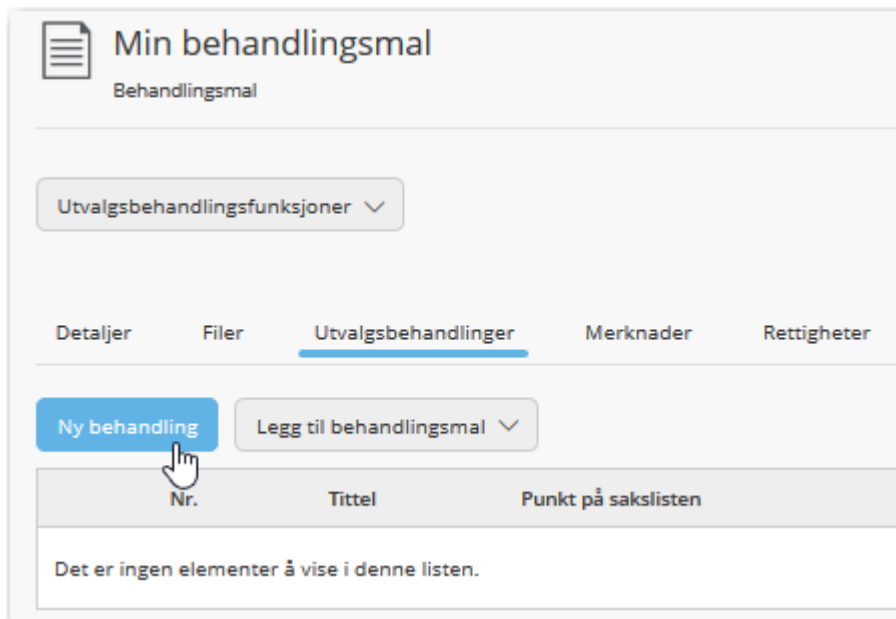 Min behandlingsmal
Behandlingsmal
Utvalgsbehandlingsfunksjoner
Detaljer Filer Utvalgsbehandlinger Merknader Rettigheter
Ny behandling Legg til behandlingsmal
Nr. Tittel Punkt på sakslisten
Det er ingen elementer å vise i denne listen.